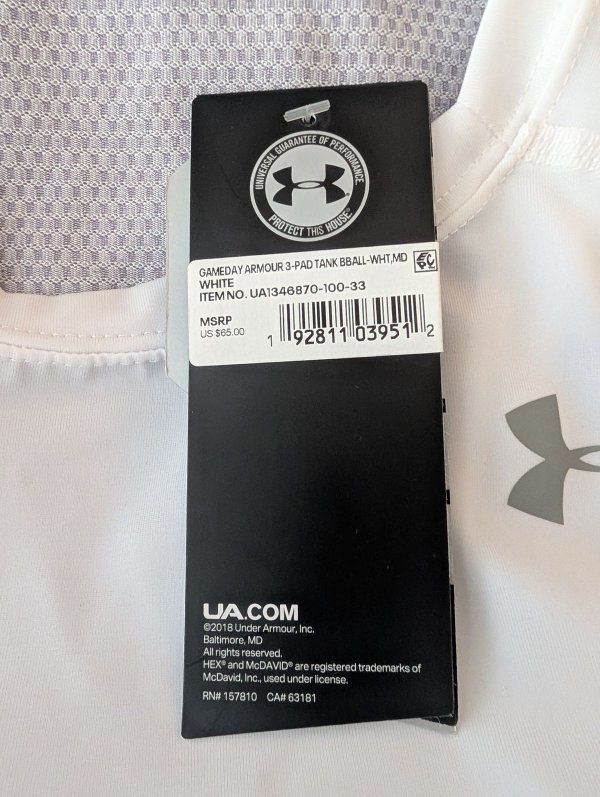 UNIVERSAL GUARANTEE OF PERFORMANCE
PROTECT THIS HOUSE
GAMEDAY ARMOUR 3-PAD TANK BBALL-WHT,MD
WHITE
ITEM NO. UA1346870-100-33
MSRP
US $65.00
1 92811 03951 2
UA.COM
©2018 Under Armour, Inc.
Baltimore, MD
All rights reserved.
HEX® and McDAVID® are registered trademarks of
McDavid, Inc., used under license.
RN# 157810 CA# 63181